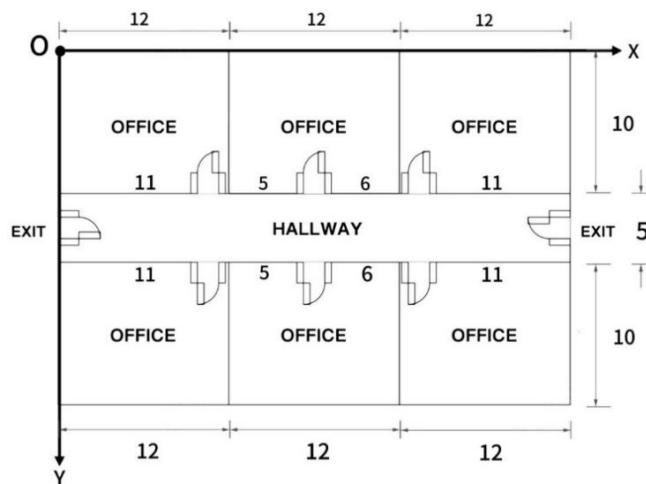 12 12 12
O X
OFFICE OFFICE OFFICE 10
11 5 6 11
EXIT HALLWAY EXIT 5
11 5 6 11
OFFICE OFFICE OFFICE 10
12 12 12
Y